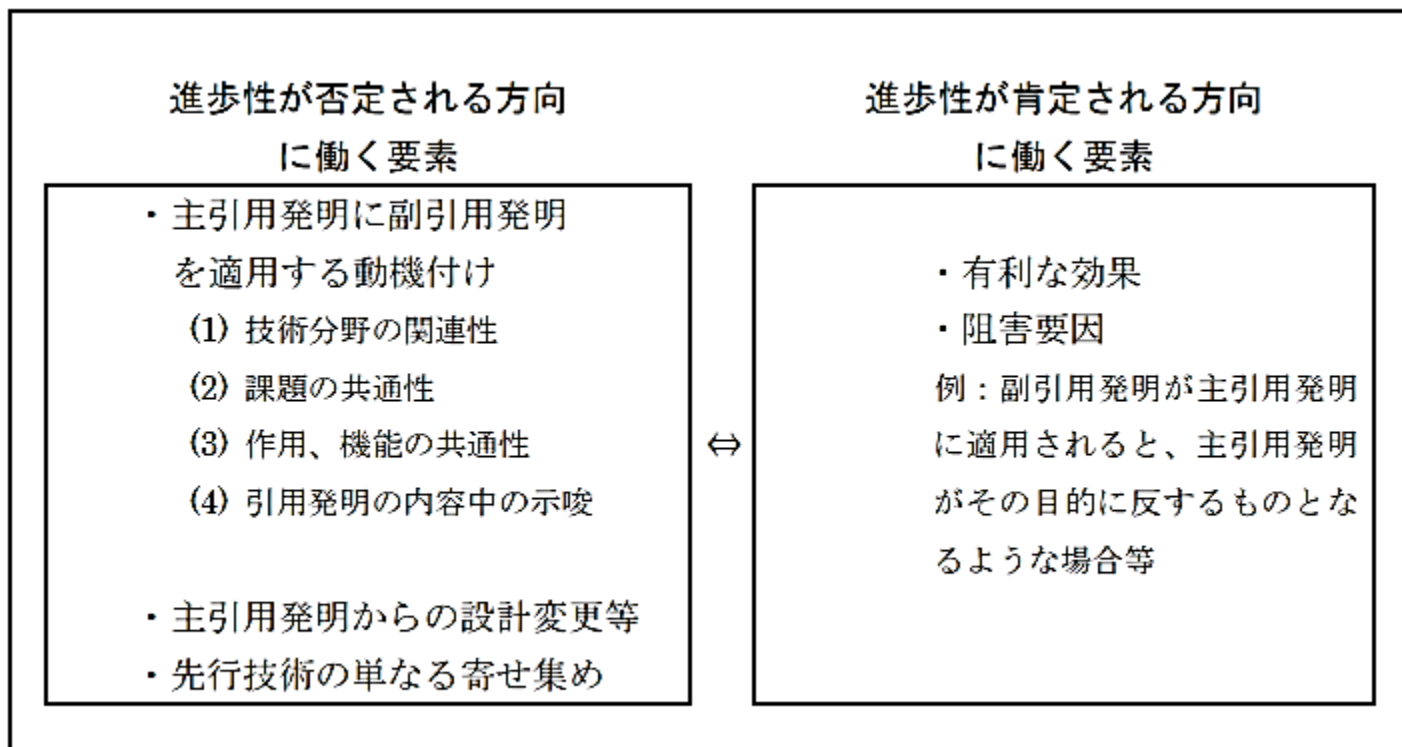 進歩性が否定される方向
に働く要素
・主引用発明に副引用発明
を適用する動機付け
(1) 技術分野の関連性
(2) 課題の共通性
(3) 作用、機能の共通性
(4) 引用発明の内容中の示唆
・主引用発明からの設計変更等
・先行技術の単なる寄せ集め
⇔
進歩性が肯定される方向
に働く要素
・有利な効果
・阻害要因
例：副引用発明が主引用発明
に適用されると、主引用発明
がその目的に反するものとな
るような場合等